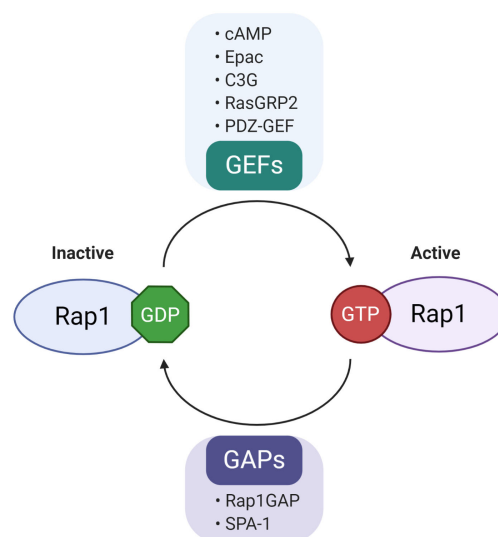 • cAMP
• Epac
• C3G
• RasGRP2
• PDZ-GEF
GEFs
Inactive
Active
Rap1
GDP
GTP
Rap1
GAPs
• Rap1GAP
• SPA-1